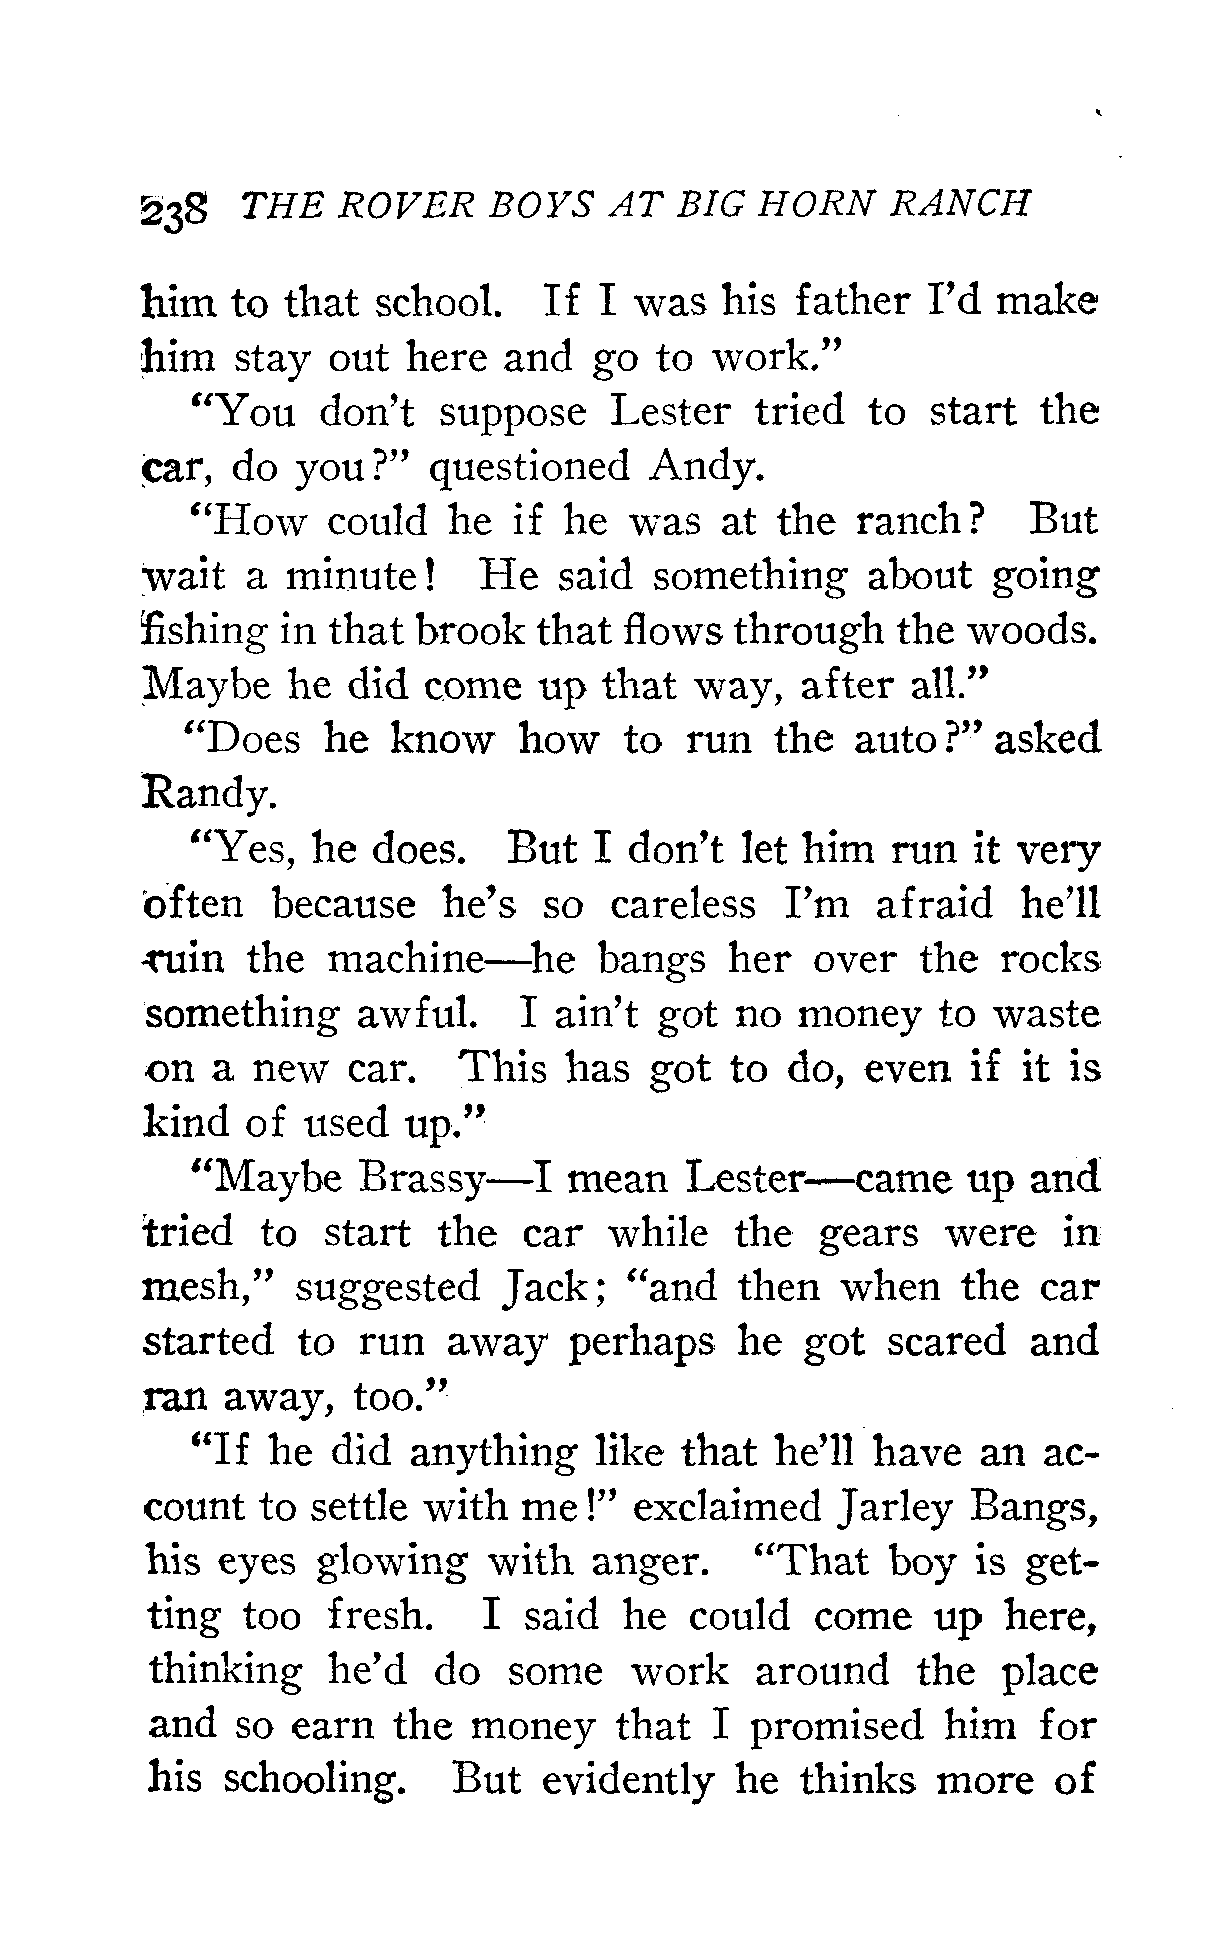 238 THE ROVER BOYS AT BIG HORN RANCH
him to that school. If I was his father I'd make
him stay out here and go to work."
"You don't suppose Lester tried to start the
car, do you?" questioned Andy.
"How could he if he was at the ranch? But
wait a minute! He said something about going
fishing in that brook that flows through the woods.
Maybe he did come up that way, after all."
"Does he know how to run the auto?" asked
Randy.
"Yes, he does. But I don't let him run it very
often because he's so careless I'm afraid he'll
ruin the machine—he bangs her over the rocks
something awful. I ain't got no money to waste
on a new car. This has got to do, even if it is
kind of used up."
"Maybe Brassy—I mean Lester—came up and
tried to start the car while the gears were in
mesh," suggested Jack; "and then when the car
started to run away perhaps he got scared and
ran away, too."
"If he did anything like that he'll have an ac-
count to settle with me!" exclaimed Jarley Bangs,
his eyes glowing with anger. "That boy is get-
ting too fresh. I said he could come up here,
thinking he'd do some work around the place
and so earn the money that I promised him for
his schooling. But evidently he thinks more of